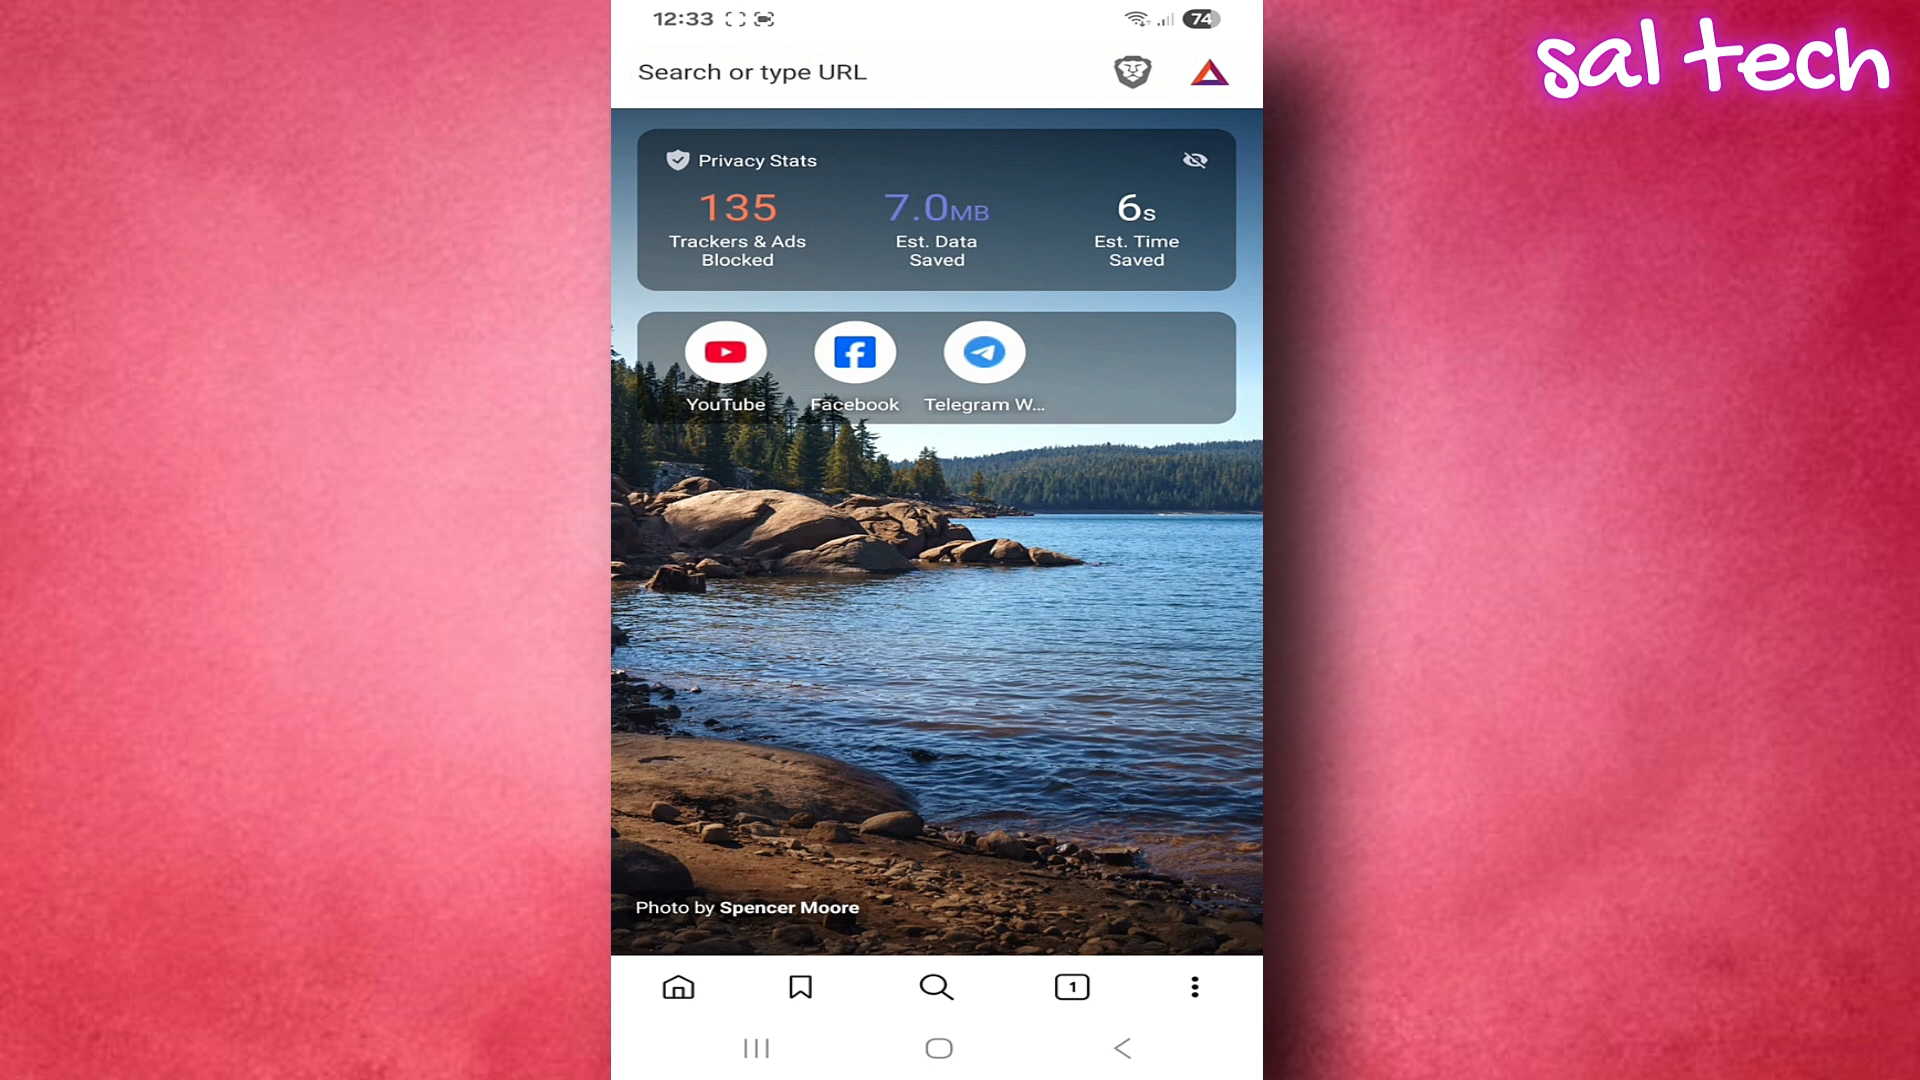 sal tech
12:33
74
Search or type URL
Privacy Stats
135
Trackers & Ads
Blocked
7.0MB
Est. Data
Saved
6s
Est. Time
Saved
YouTube
Facebook
Telegram W...
Photo by Spencer Moore
1